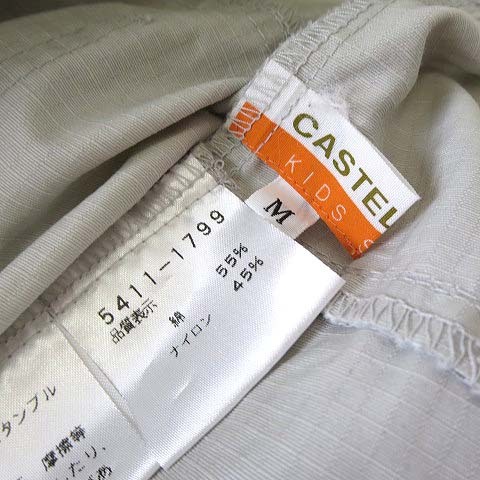 CASTEL
KIDS
M
5411-1799
品質表示
綿 55%
ナイロン 45%
タンブル
摩擦等